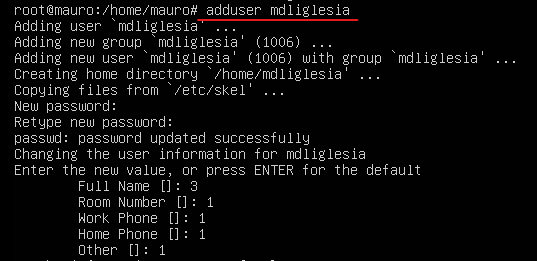 root@mauro:/home/mauro# adduser mdliglesia
Adding user `mdliglesia' ...
Adding new group `mdliglesia' (1006) ...
Adding new user `mdliglesia' (1006) with group `mdliglesia' ...
Creating home directory `/home/mdliglesia' ...
Copying files from `/etc/skel' ...
New password:
Retype new password:
passwd: password updated successfully
Changing the user information for mdliglesia
Enter the new value, or press ENTER for the default
Full Name []: 3
Room Number []: 1
Work Phone []: 1
Home Phone []: 1
Other []: 1